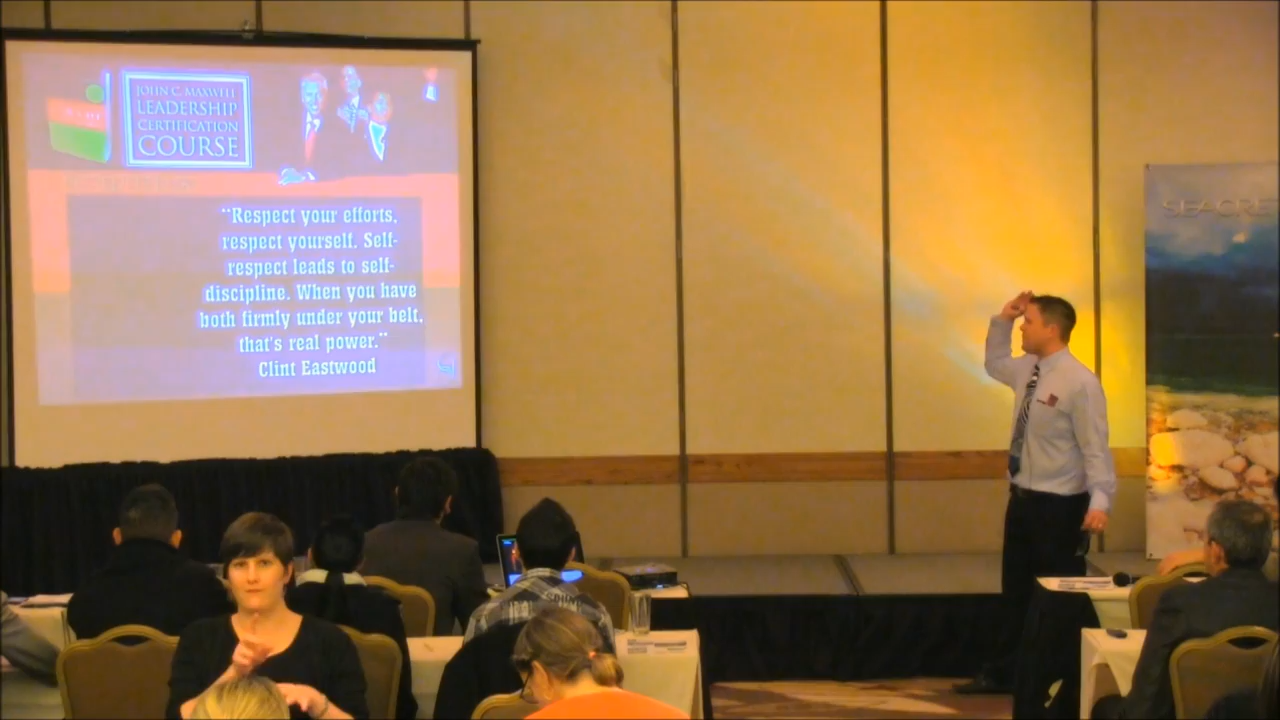 JOHN C. MAXWELL
LEADERSHIP
CERTIFICATION
COURSE
"Respect your efforts,
respect yourself. Self-
respect leads to self-
discipline. When you have
both firmly under your belt,
that's real power."
Clint Eastwood
SEACRE